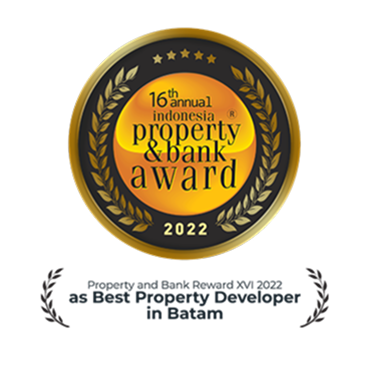 16th annual
indonesia ®
property
&bank
award
2022
Property and Bank Reward XVI 2022
as Best Property Developer
in Batam